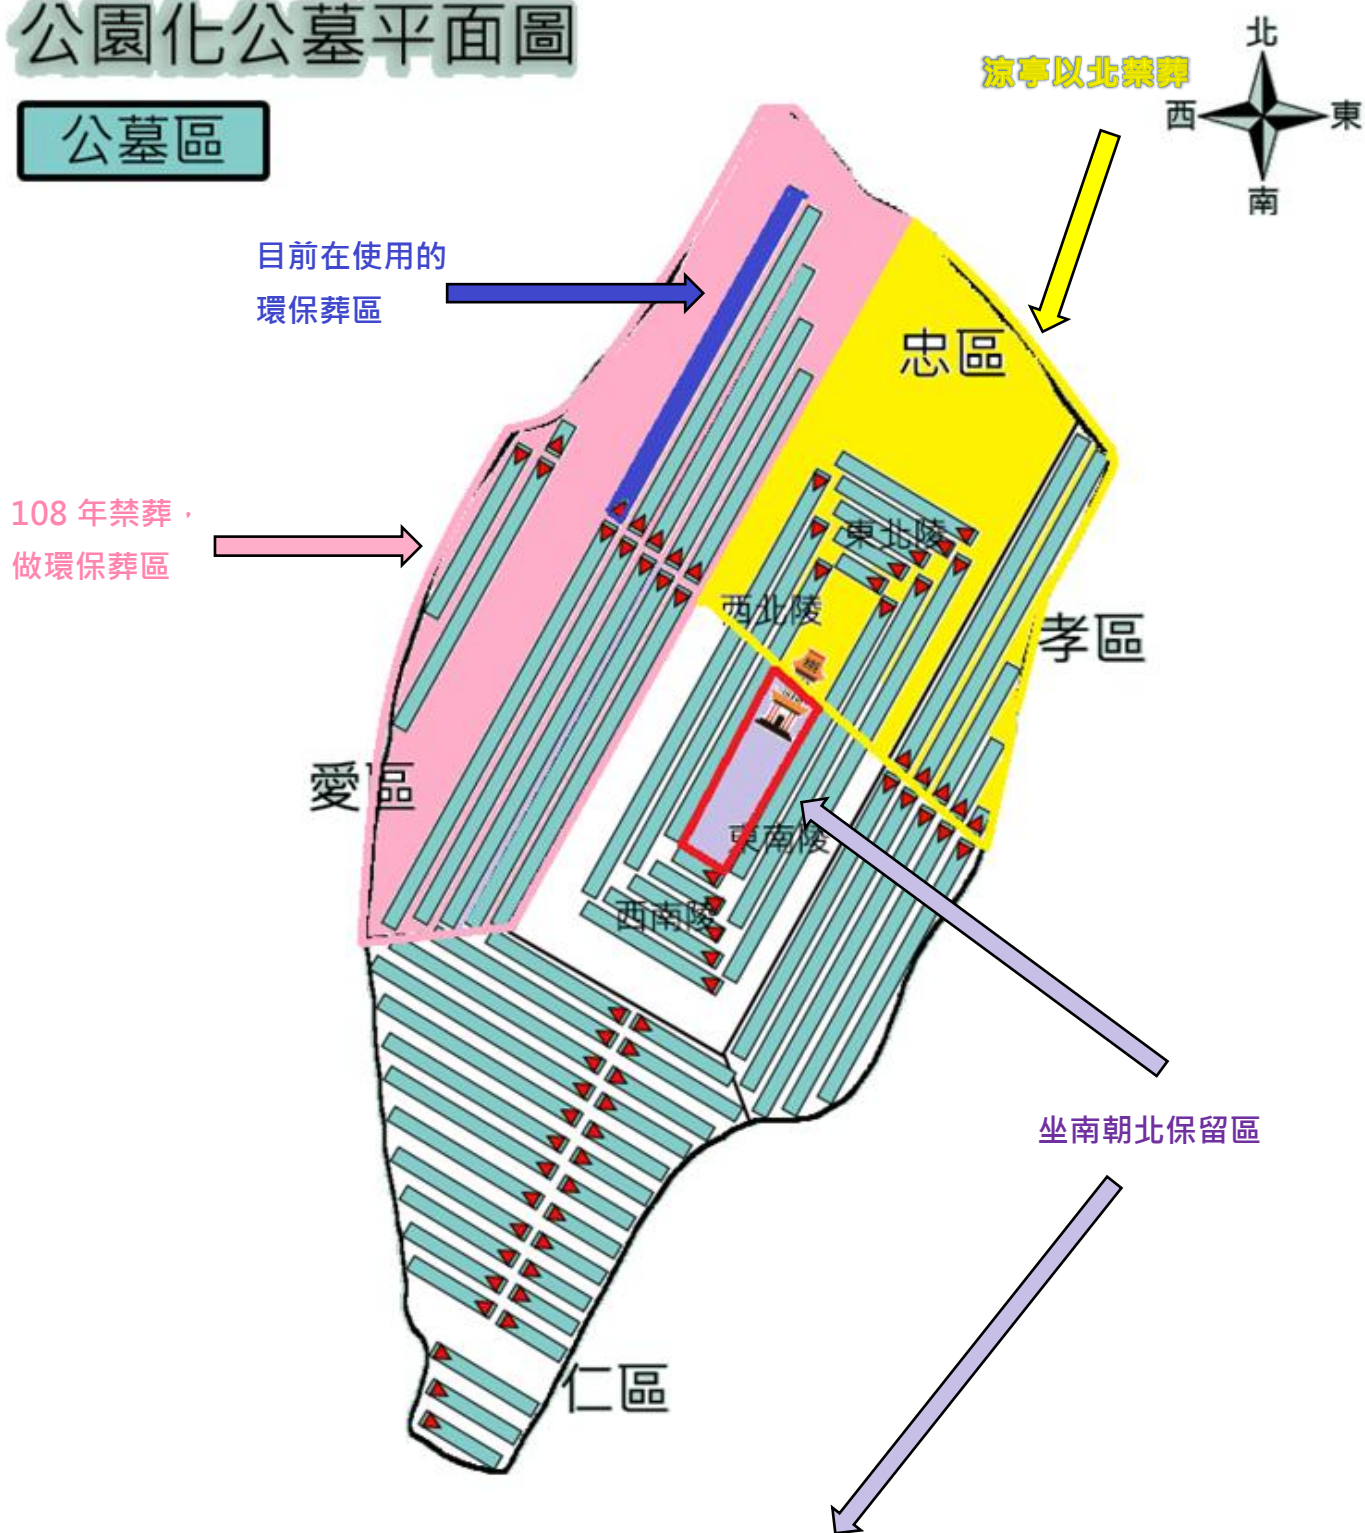 公園化公墓平面圖
公墓區
涼亭以北禁葬
北
西
東
南
目前在使用的
環保葬區
忠區
108 年禁葬，
做環保葬區
東北陵
西北陵
孝區
愛區
東南陵
西南陵
坐南朝北保留區
仁區